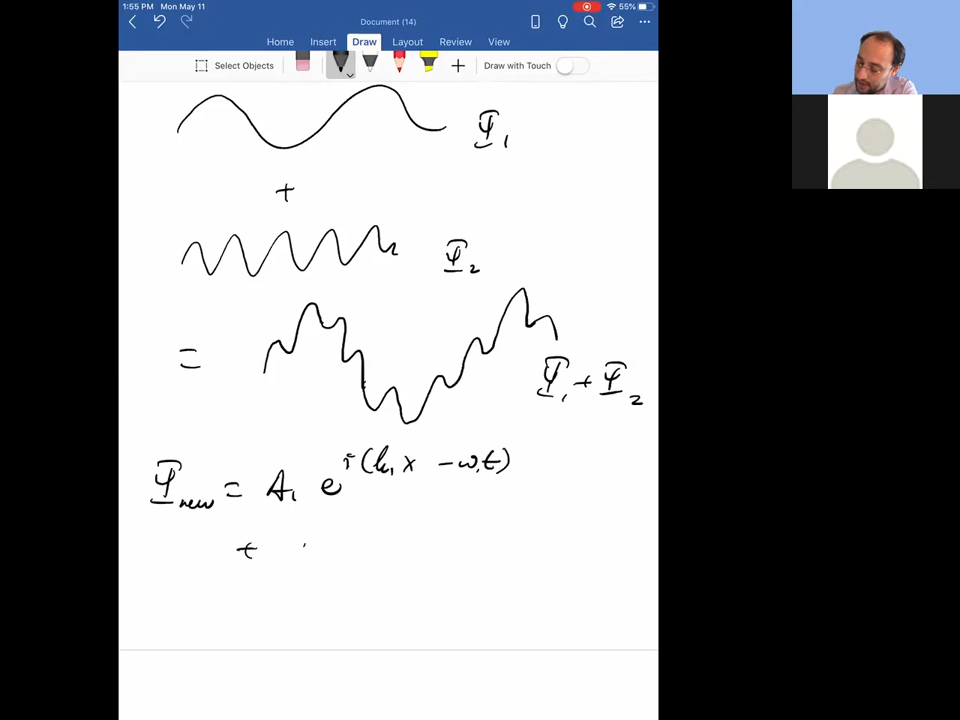 1:55 PM Mon May 11
55%
Document (14)
Home Insert Draw Layout Review View
Select Objects
Draw with Touch
Ψ₁
+
Ψ₂
=
Ψ₁ + Ψ₂
Ψnew = A₁ e^{i(k₁x - ω₁t)}
+